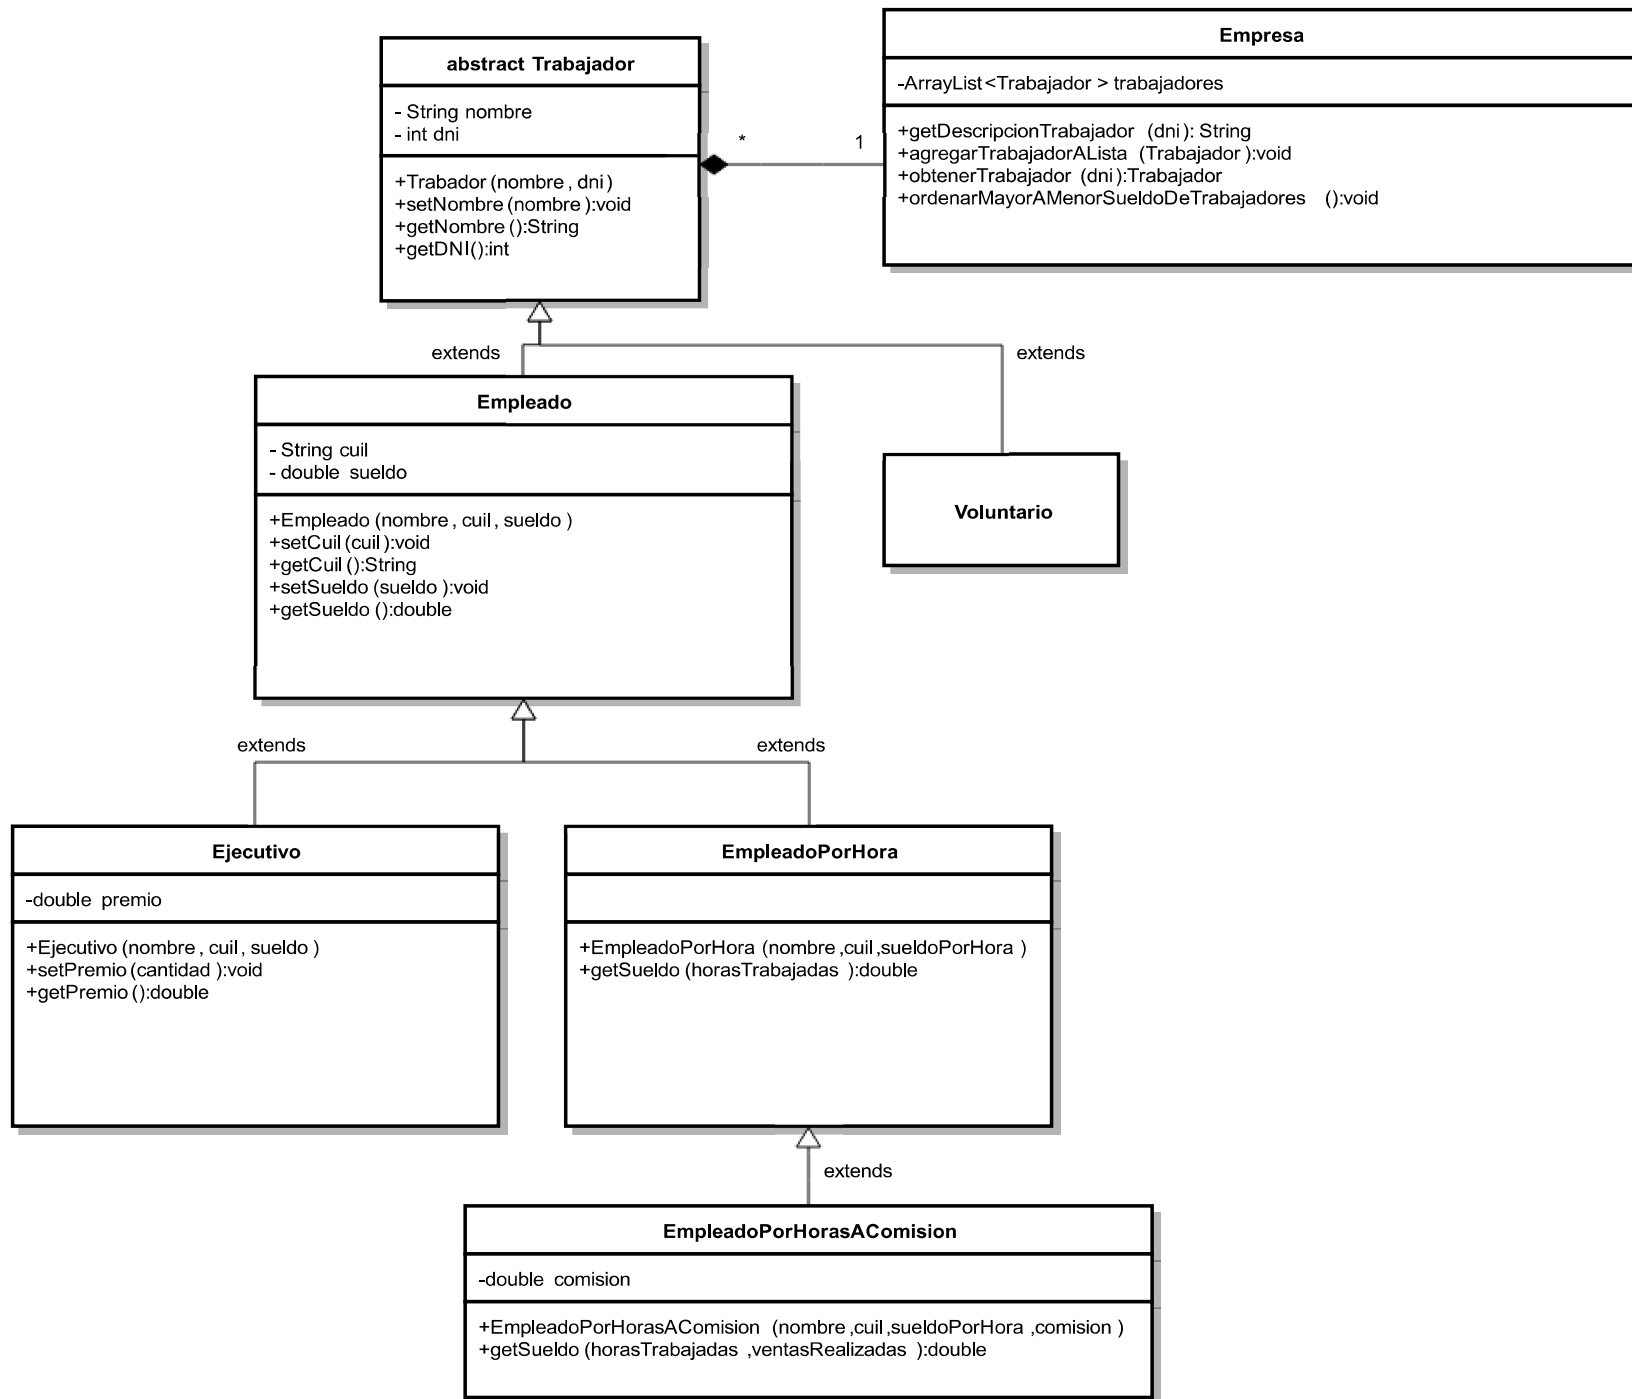 abstract Trabajador
- String nombre
- int dni
+Trabador (nombre, dni)
+setNombre (nombre ):void
+getNombre ():String
+getDNI():int
*
1
Empresa
-ArrayList<Trabajador > trabajadores
+getDescripcionTrabajador (dni): String
+agregarTrabajadorALista (Trabajador ):void
+obtenerTrabajador (dni):Trabajador
+ordenarMayorAMenorSueldoDeTrabajadores ():void
extends
extends
Empleado
- String cuil
- double sueldo
+Empleado (nombre, cuil, sueldo )
+setCuil (cuil ):void
+getCuil ():String
+setSueldo (sueldo ):void
+getSueldo ():double
Voluntario
extends
extends
Ejecutivo
-double premio
+Ejecutivo (nombre, cuil, sueldo )
+setPremio (cantidad ):void
+getPremio ():double
EmpleadoPorHora
+EmpleadoPorHora (nombre,cuil,sueldoPorHora )
+getSueldo (horasTrabajadas ):double
extends
EmpleadoPorHorasAComision
-double comision
+EmpleadoPorHorasAComision (nombre,cuil,sueldoPorHora ,comision )
+getSueldo (horasTrabajadas ,ventasRealizadas ):double